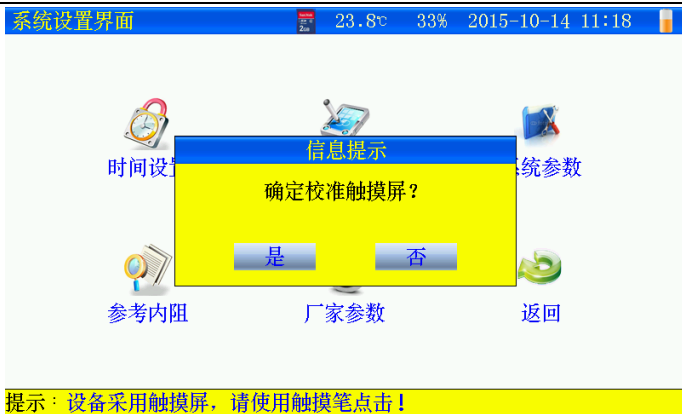 系统设置界面 23.8℃ 33% 2015-10-14 11:18
信息提示
时间设 系统参数
确定校准触摸屏？
是 否
参考内阻 厂家参数 返回
提示：设备采用触摸屏，请使用触摸笔点击！